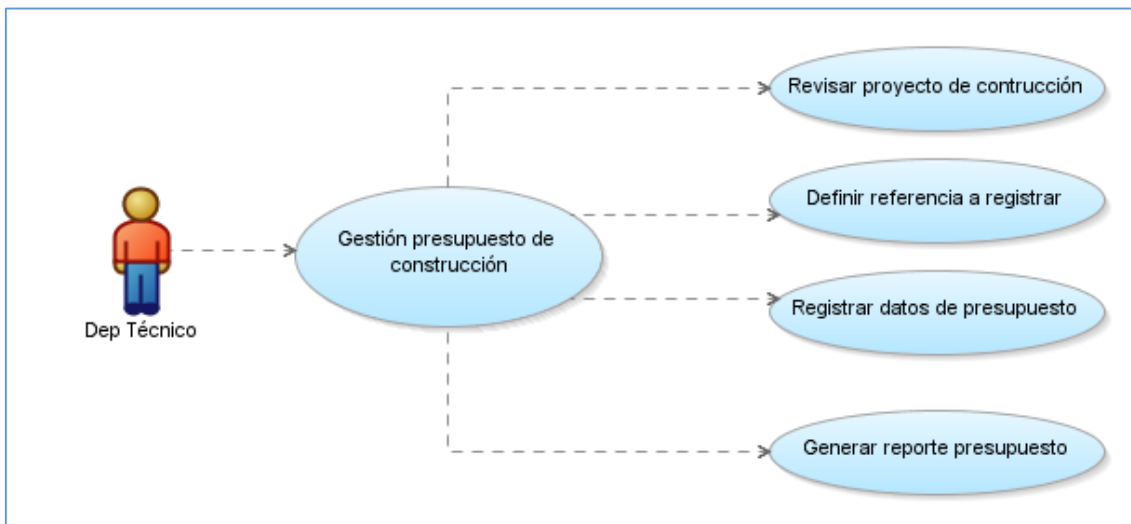 Revisar proyecto de contrucción
Definir referencia a registrar
Gestión presupuesto de
construcción
Registrar datos de presupuesto
Dep Técnico
Generar reporte presupuesto